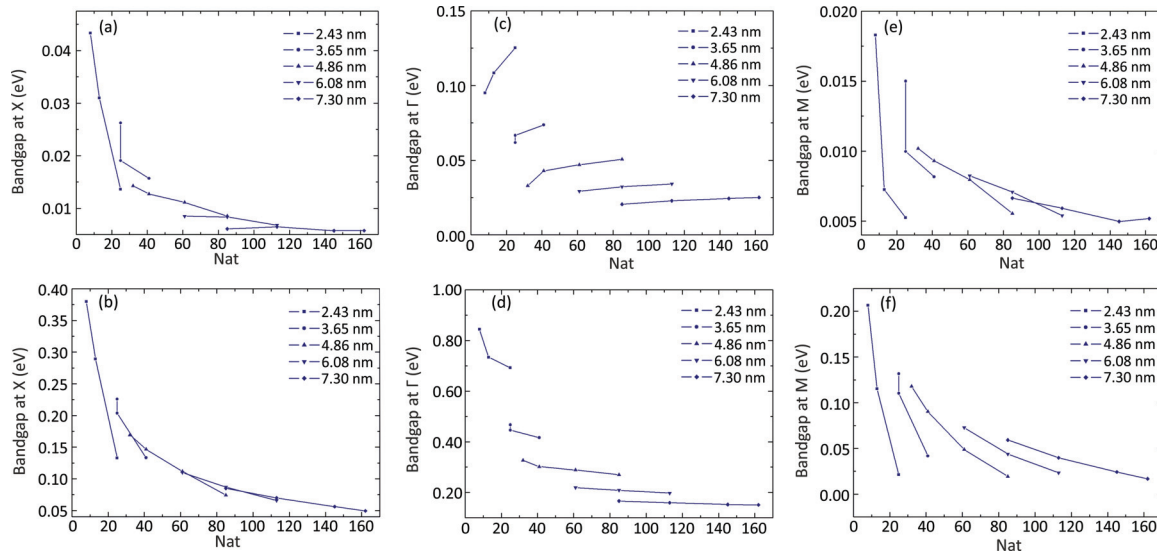 (a)
2.43 nm
3.65 nm
4.86 nm
6.08 nm
7.30 nm
Bandgap at X (eV)
0.04
0.03
0.02
0.01
0 20 40 60 80 100 120 140 160
Nat
(c)
2.43 nm
3.65 nm
4.86 nm
6.08 nm
7.30 nm
Bandgap at Γ (eV)
0.15
0.10
0.05
0.00
0 20 40 60 80 100 120 140 160
Nat
(e)
2.43 nm
3.65 nm
4.86 nm
6.08 nm
7.30 nm
Bandgap at M (eV)
0.020
0.015
0.010
0.005
0 20 40 60 80 100 120 140 160
Nat
(b)
2.43 nm
3.65 nm
4.86 nm
6.08 nm
7.30 nm
Bandgap at X (eV)
0.40
0.35
0.30
0.25
0.20
0.15
0.10
0.05
0 20 40 60 80 100 120 140 160
Nat
(d)
2.43 nm
3.65 nm
4.86 nm
6.08 nm
7.30 nm
Bandgap at Γ (eV)
1.00
0.80
0.60
0.40
0.20
0 20 40 60 80 100 120 140 160
Nat
(f)
2.43 nm
3.65 nm
4.86 nm
6.08 nm
7.30 nm
Bandgap at M (eV)
0.20
0.15
0.10
0.05
0.00
0 20 40 60 80 100 120 140 160
Nat